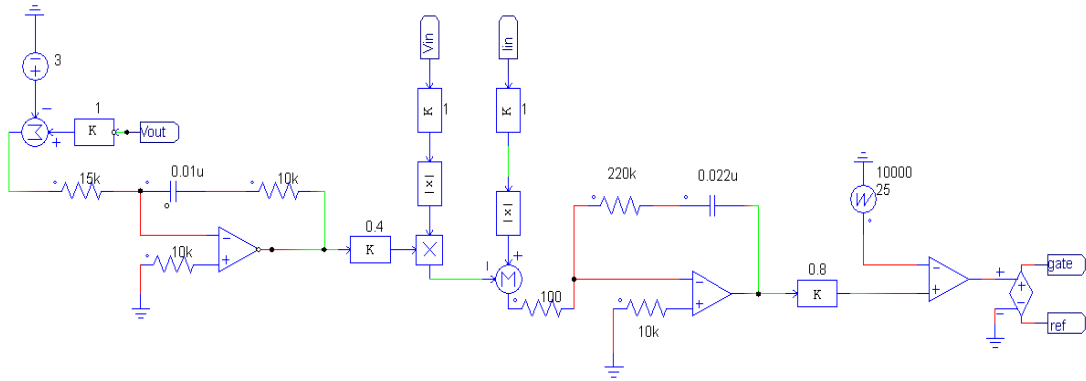 3
1
K
Vout
15k
0.01u
10k
10k
0.4
K
Vin
K
1
|x|
Iin
K
1
|x|
100
220k
0.022u
10k
0.8
K
10000
25
gate
ref